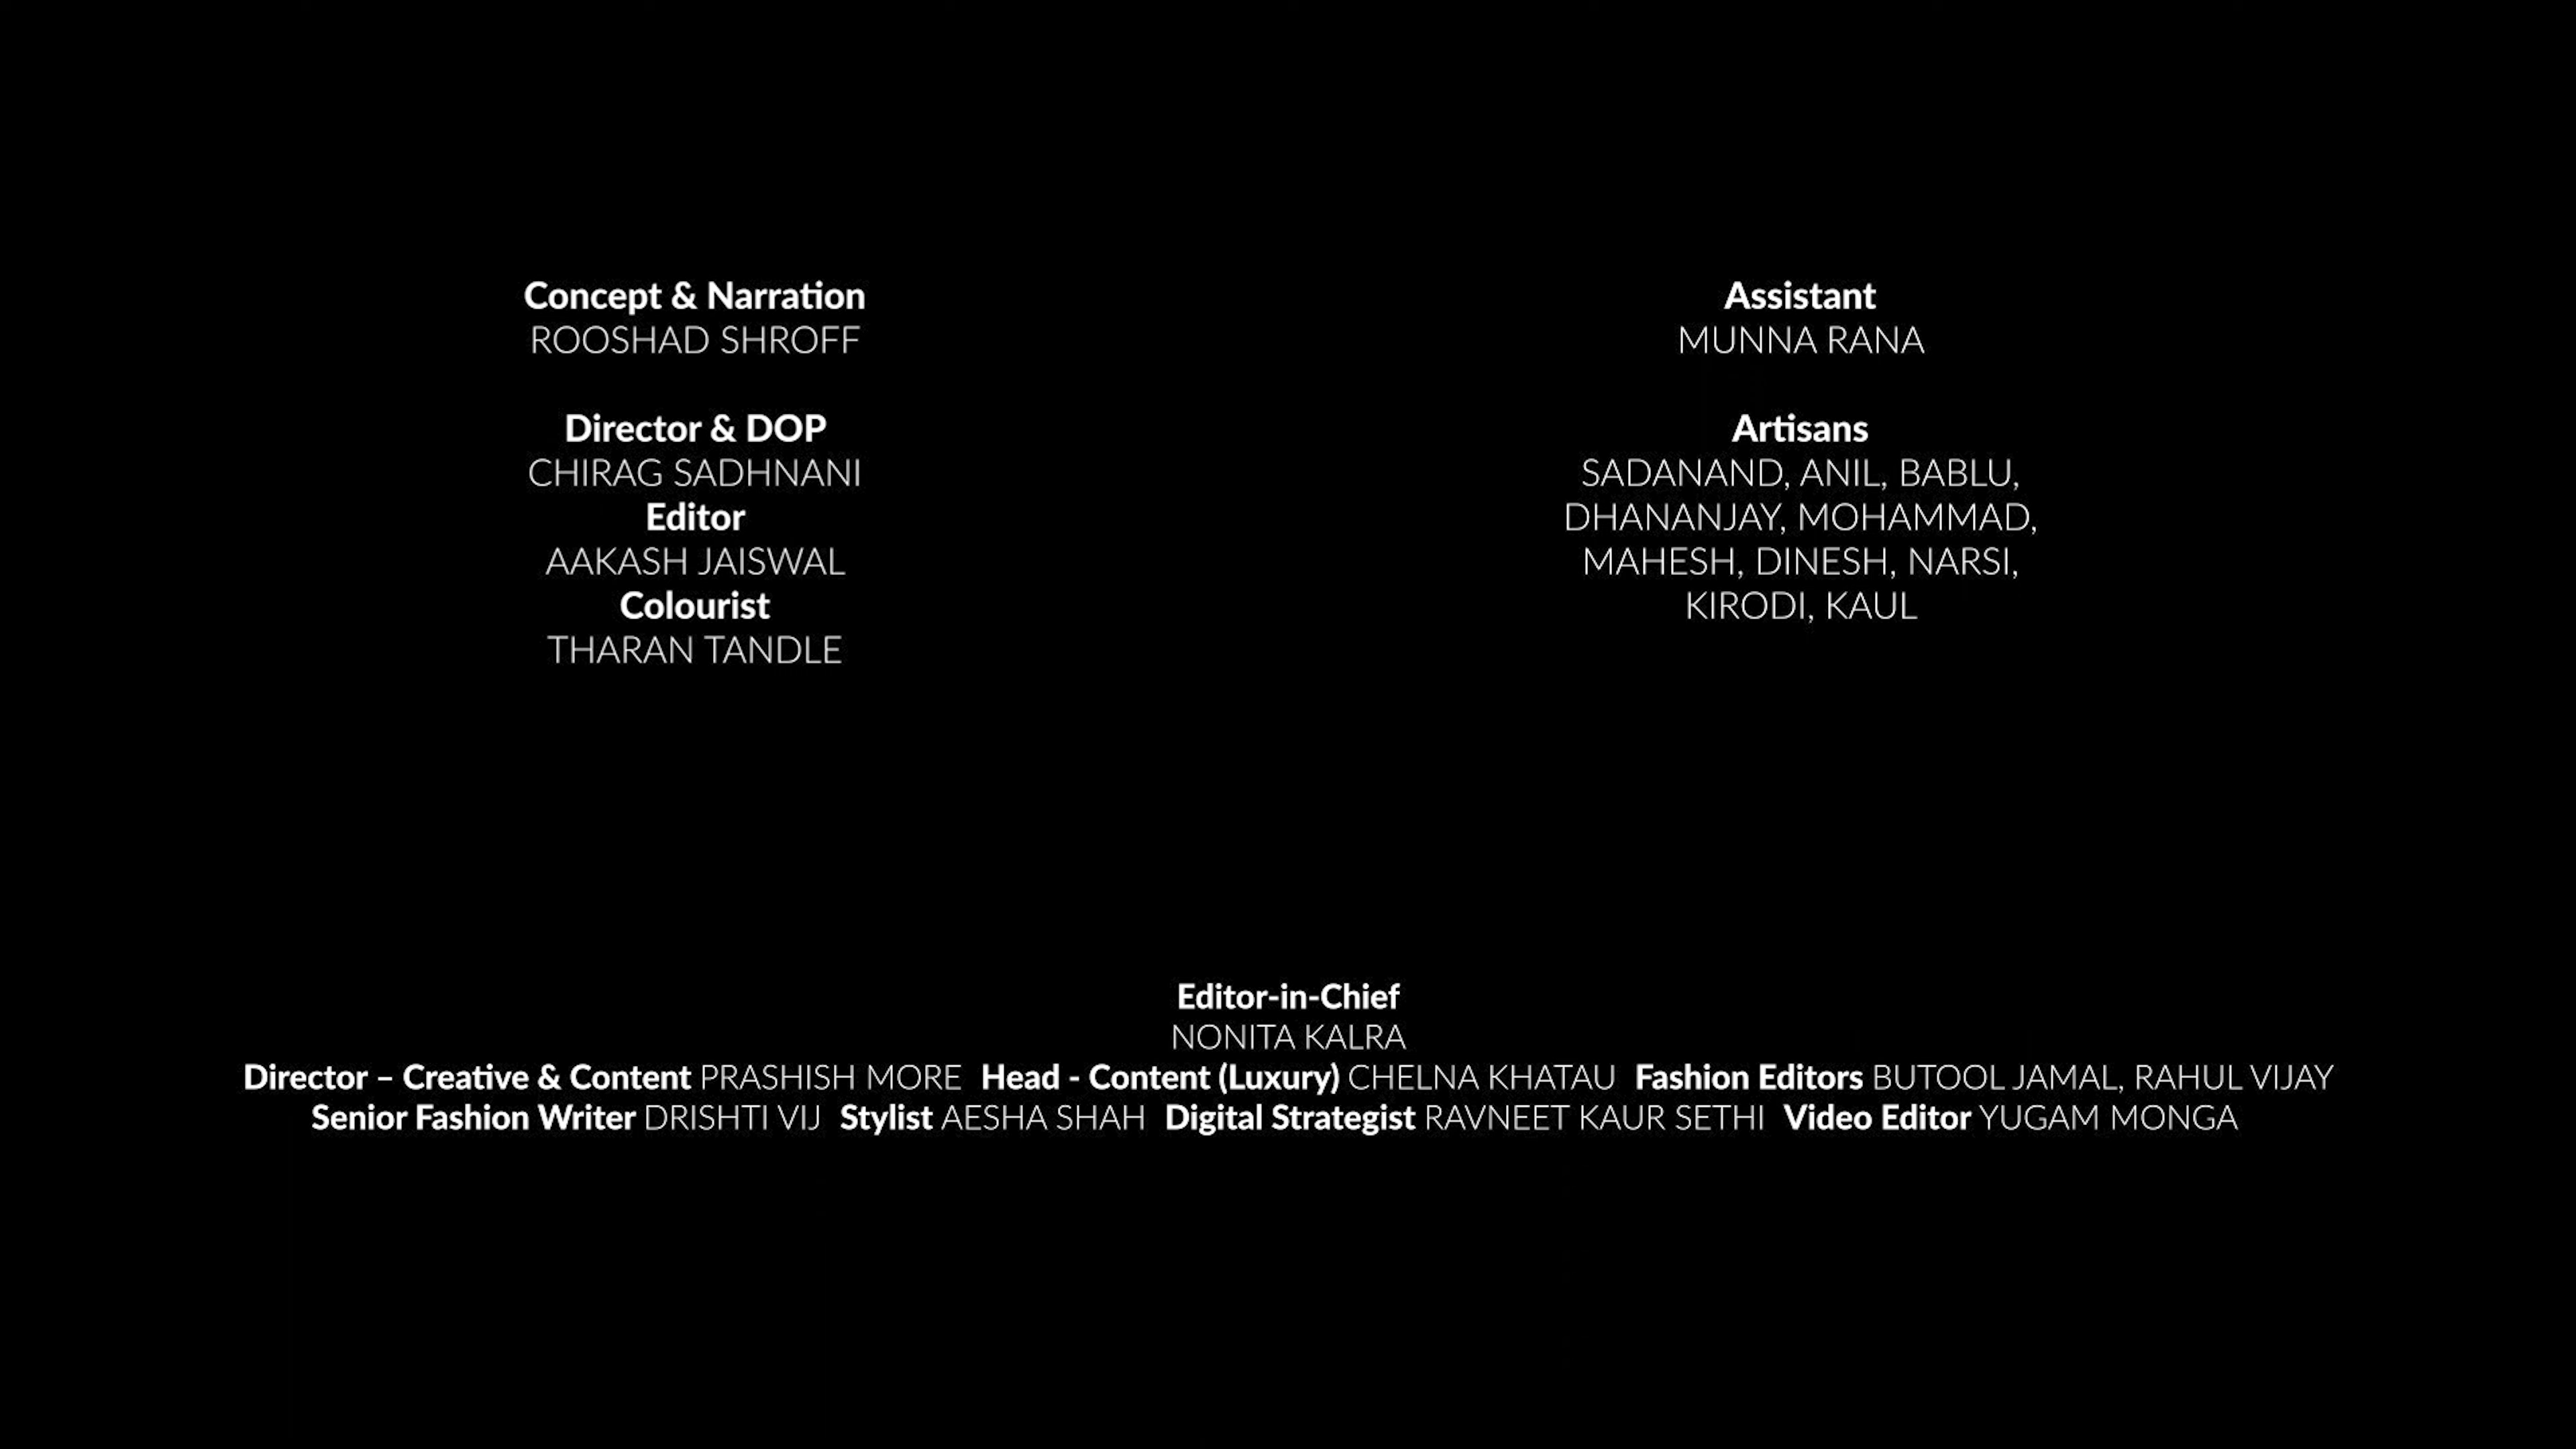 Concept & Narration
ROOSHAD SHROFF
Director & DOP
CHIRAG SADHNANI
Editor
AAKASH JAISWAL
Colourist
THARAN TANDLE
Assistant
MUNNA RANA
Artisans
SADANAND, ANIL, BABLU,
DHANANJAY, MOHAMMAD,
MAHESH, DINESH, NARSI,
KIRODI, KAUL
Editor-in-Chief
NONITA KALRA
Director – Creative & Content PRASHISH MORE Head - Content (Luxury) CHELNA KHATAU Fashion Editors BUTOOL JAMAL, RAHUL VIJAY
Senior Fashion Writer DRISHTI VIJ Stylist AESHA SHAH Digital Strategist RAVNEET KAUR SETHI Video Editor YUGAM MONGA